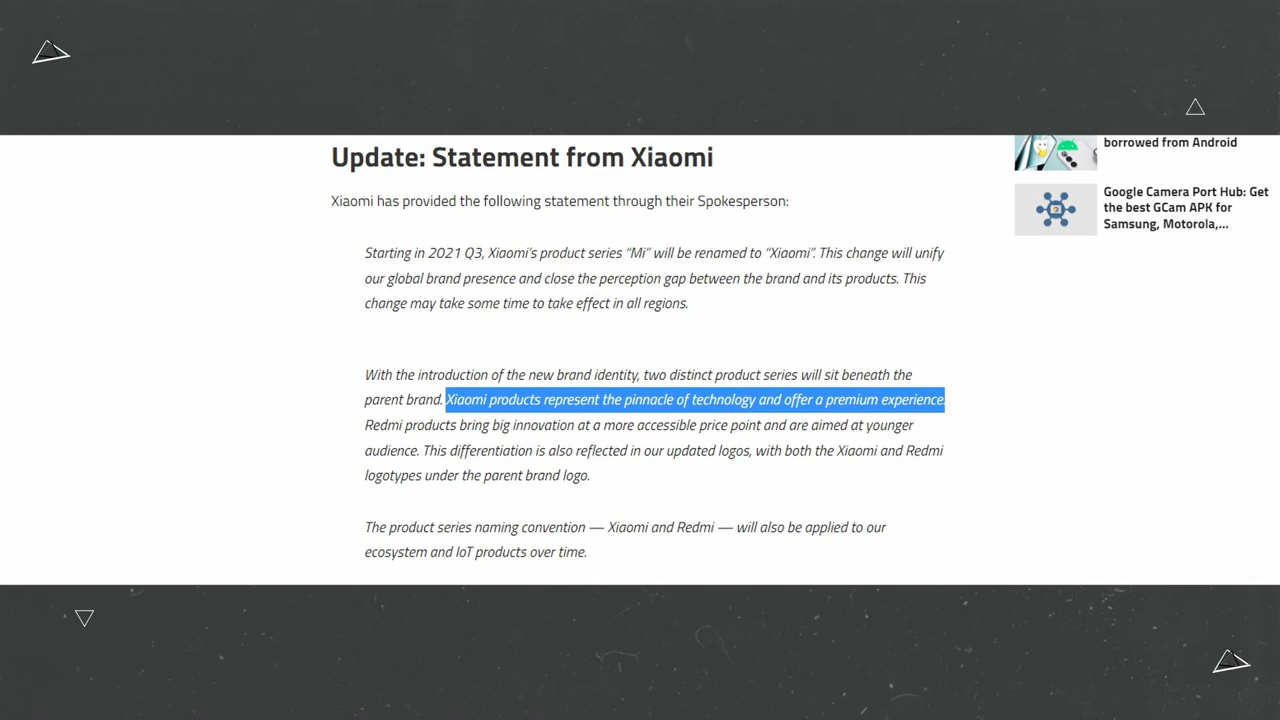 Update: Statement from Xiaomi
Xiaomi has provided the following statement through their Spokesperson:
Starting in 2021 Q3, Xiaomi’s product series “Mi” will be renamed to “Xiaomi”. This change will unify
our global brand presence and close the perception gap between the brand and its products. This
change may take some time to take effect in all regions.
With the introduction of the new brand identity, two distinct product series will sit beneath the
parent brand. Xiaomi products represent the pinnacle of technology and offer a premium experience.
Redmi products bring big innovation at a more accessible price point and are aimed at younger
audience. This differentiation is also reflected in our updated logos, with both the Xiaomi and Redmi
logotypes under the parent brand logo.
The product series naming convention — Xiaomi and Redmi — will also be applied to our
ecosystem and IoT products over time.
borrowed from Android
Google Camera Port Hub: Get
the best GCam APK for
Samsung, Motorola,...